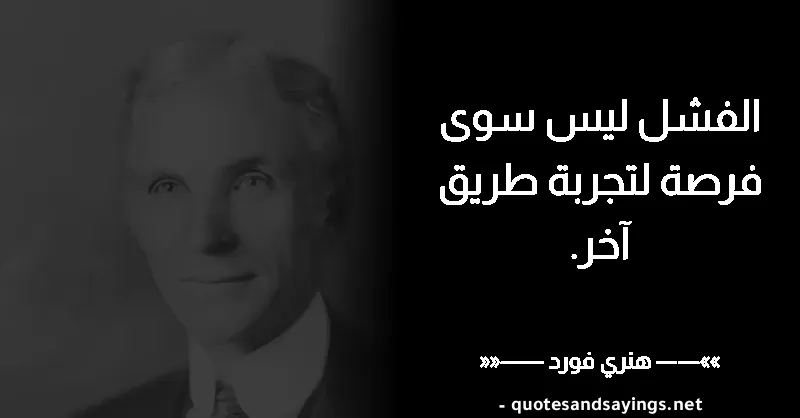 الفشل ليس سوى
فرصة لتجربة طريق
آخر.
»»—— هنري فورد ——««
- quotesandsayings.net